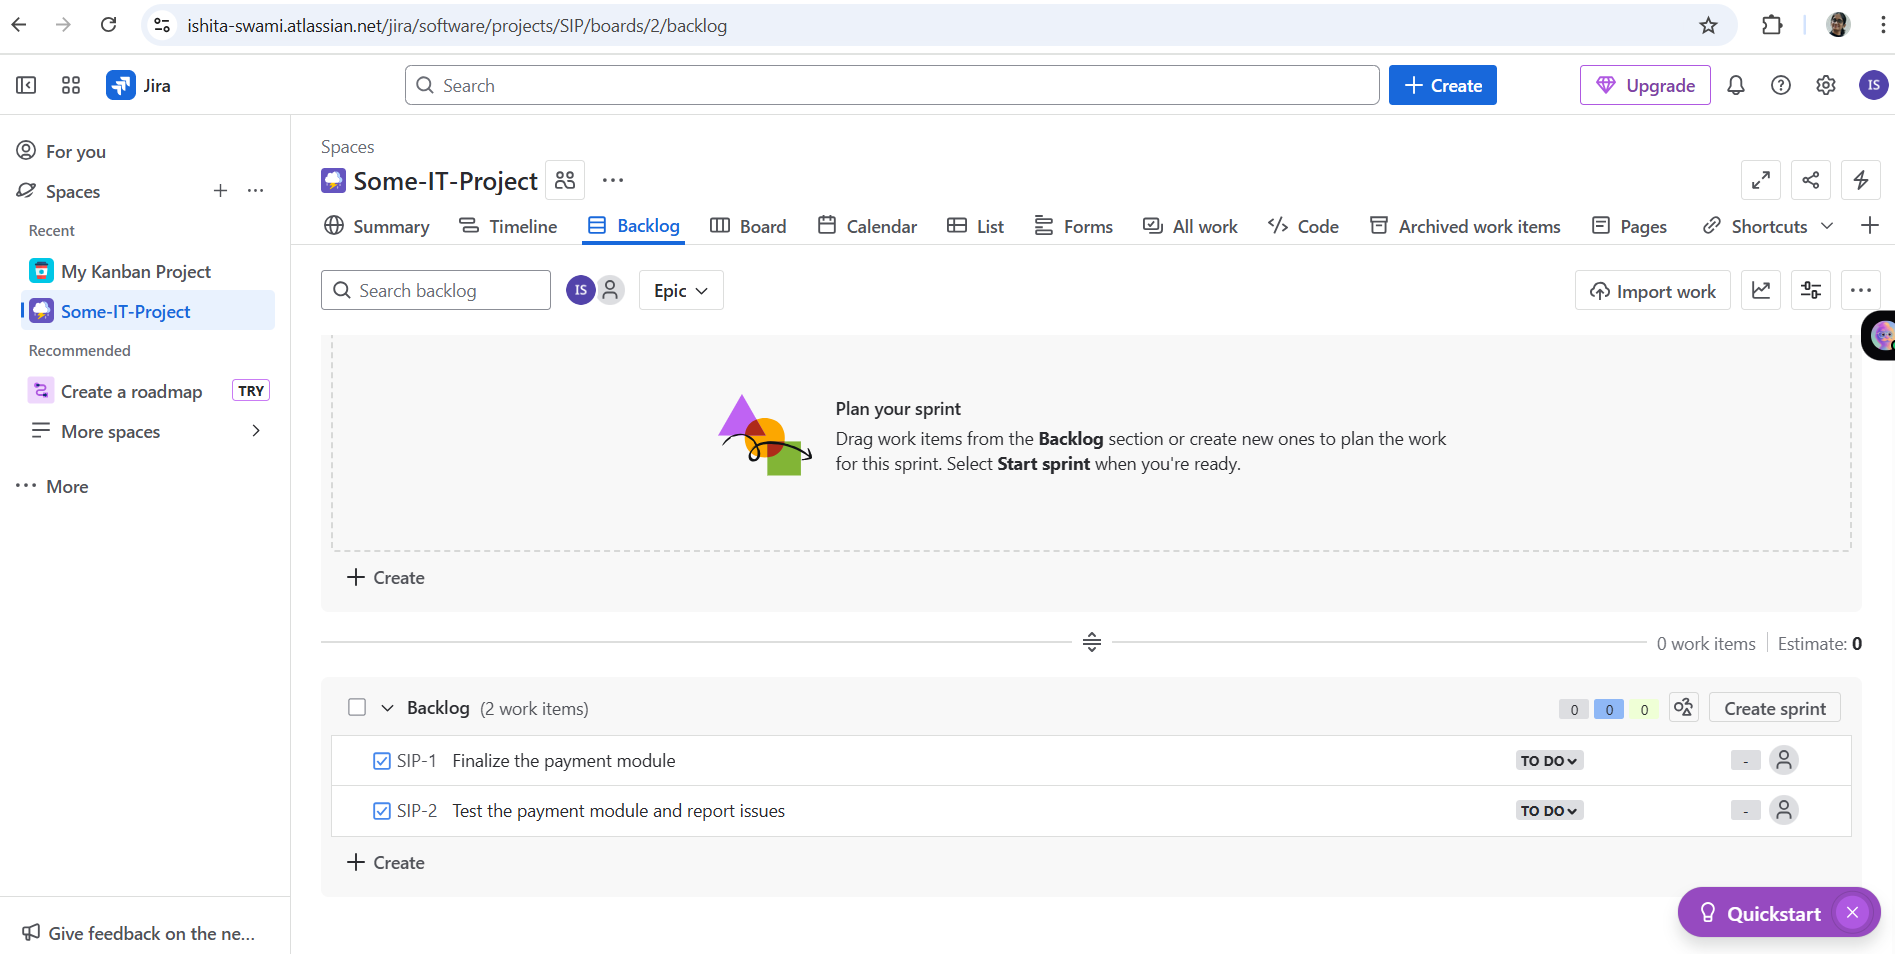 ishita-swami.atlassian.net/jira/software/projects/SIP/boards/2/backlog
Jira
Search
Create
Upgrade
IS
For you
Spaces
Recent
My Kanban Project
Some-IT-Project
Recommended
Create a roadmap TRY
More spaces
More
Give feedback on the ne...
Spaces
Some-IT-Project
Summary Timeline Backlog Board Calendar List Forms All work Code Archived work items Pages Shortcuts
Search backlog IS Epic Import work
Plan your sprint
Drag work items from the Backlog section or create new ones to plan the work
for this sprint. Select Start sprint when you're ready.
Create
0 work items Estimate: 0
Backlog (2 work items) 0 0 0 Create sprint
SIP-1 Finalize the payment module TO DO -
SIP-2 Test the payment module and report issues TO DO -
Create
Quickstart